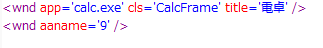 <wnd app='calc.exe' cls='CalcFrame' title='電卓' />
<wnd aaname='9' />